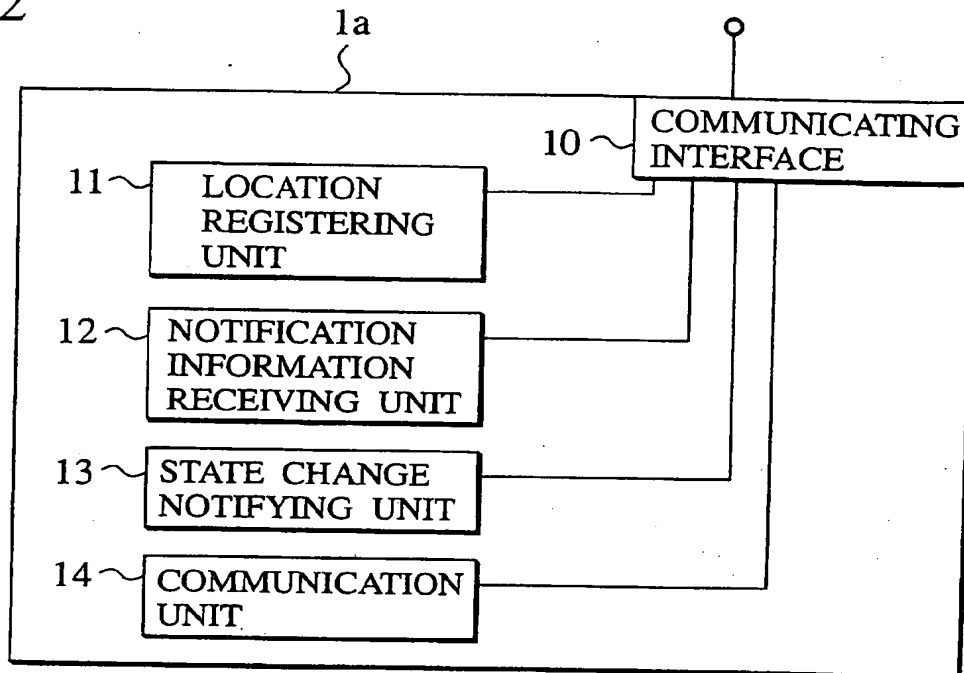 2
1a
10
COMMUNICATING
INTERFACE
11
LOCATION
REGISTERING
UNIT
12
NOTIFICATION
INFORMATION
RECEIVING UNIT
13
STATE CHANGE
NOTIFYING UNIT
14
COMMUNICATION
UNIT